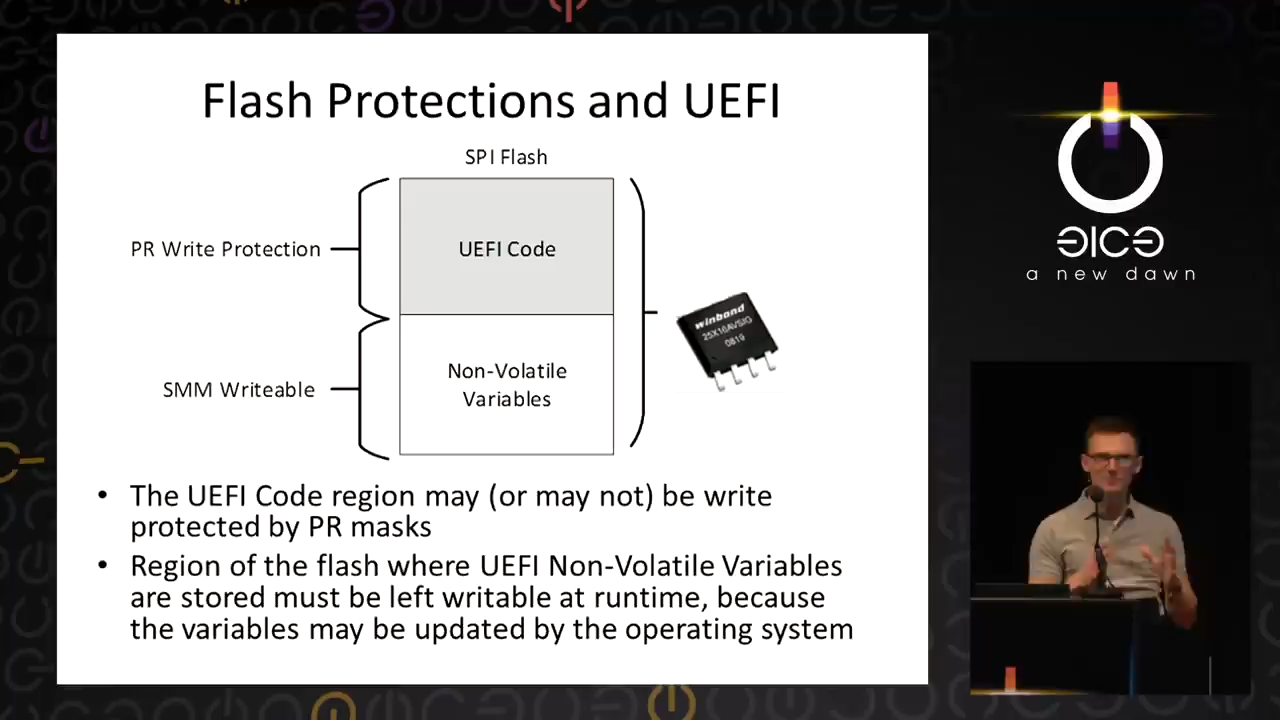 Flash Protections and UEFI
SPI Flash
PR Write Protection
UEFI Code
SMM Writeable
Non-Volatile
Variables
winbond
25X16AVSIG
0819
• The UEFI Code region may (or may not) be write
protected by PR masks
• Region of the flash where UEFI Non-Volatile Variables
are stored must be left writable at runtime, because
the variables may be updated by the operating system
a new dawn